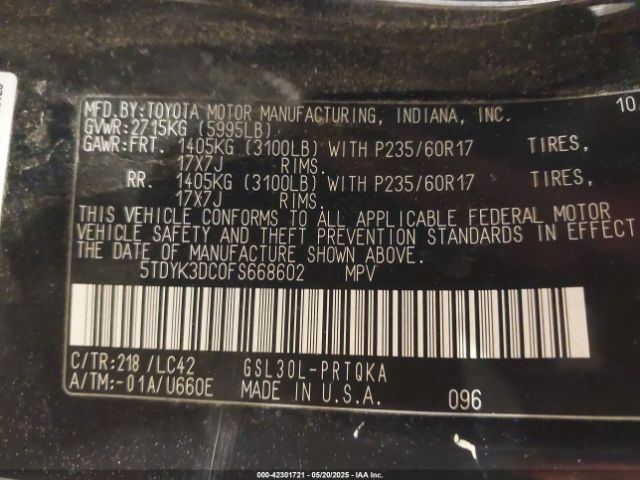 MFD.BY:TOYOTA MOTOR MANUFACTURING, INDIANA, INC. 10
GVWR:2715KG (5995LB)
GAWR:FRT. 1405KG (3100LB) WITH P235/60R17 TIRES,
17X7J RIMS.
RR. 1405KG (3100LB) WITH P235/60R17 TIRES,
17X7J RIMS.
THIS VEHICLE CONFORMS TO ALL APPLICABLE FEDERAL MOTOR
VEHICLE SAFETY AND THEFT PREVENTION STANDARDS IN EFFECT
THE DATE OF MANUFACTURE SHOWN ABOVE.
5TDYK3DC0FS668602 MPV
C/TR:218 /LC42 GSL30L-PRTQKA
A/TM:-01A/U660E MADE IN U.S.A. 096
000-42301721 — 05/20/2025 — IAA Inc.